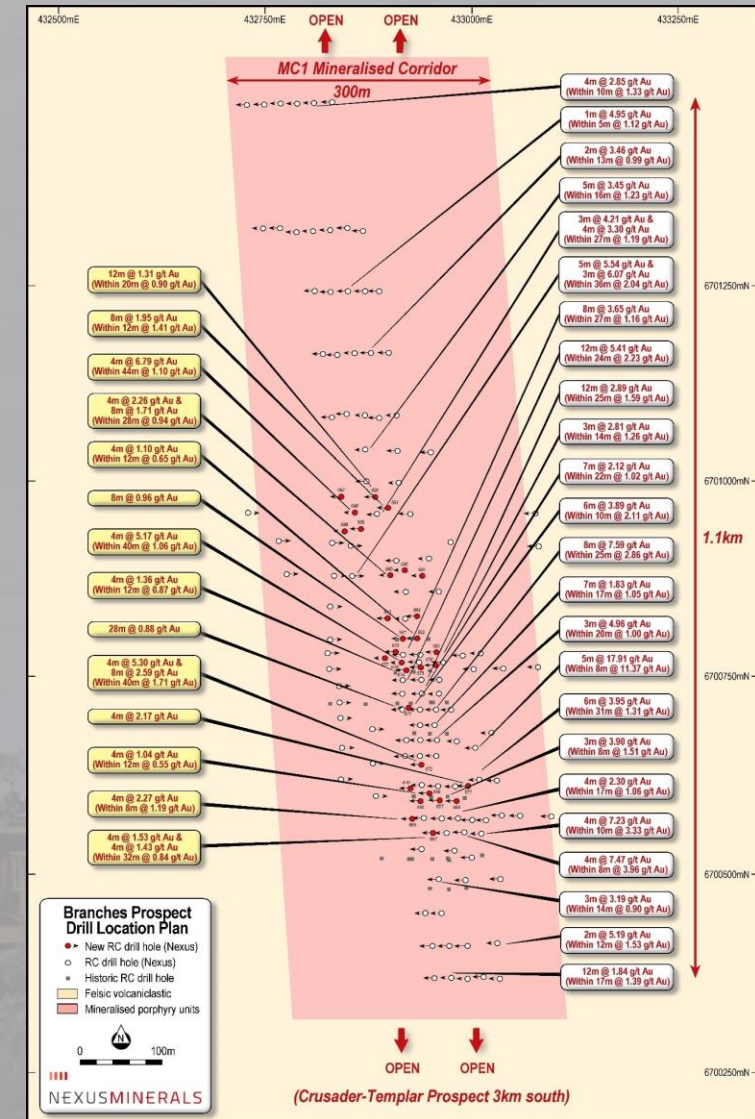 432500mE
432750mE
OPEN
OPEN
433000mE
433250mE
MC1 Mineralised Corridor
300m
4m @ 2.85 g/t Au
(Within 10m @ 1.33 g/t Au)
1m @ 4.95 g/t Au
(Within 5m @ 1.12 g/t Au)
2m @ 3.46 g/t Au
(Within 13m @ 0.99 g/t Au)
5m @ 3.45 g/t Au
(Within 16m @ 1.23 g/t Au)
3m @ 4.21 g/t Au &
4m @ 3.30 g/t Au
(Within 27m @ 1.19 g/t Au)
5m @ 5.54 g/t Au &
3m @ 6.07 g/t Au
(Within 36m @ 2.04 g/t Au)
8m @ 3.65 g/t Au
(Within 27m @ 1.16 g/t Au)
12m @ 5.41 g/t Au
(Within 24m @ 2.23 g/t Au)
12m @ 2.89 g/t Au
(Within 25m @ 1.59 g/t Au)
3m @ 2.81 g/t Au
(Within 14m @ 1.26 g/t Au)
7m @ 2.12 g/t Au
(Within 22m @ 1.02 g/t Au)
6m @ 3.89 g/t Au
(Within 10m @ 2.11 g/t Au)
8m @ 7.59 g/t Au
(Within 25m @ 2.86 g/t Au)
7m @ 1.83 g/t Au
(Within 17m @ 1.05 g/t Au)
3m @ 4.96 g/t Au
(Within 20m @ 1.00 g/t Au)
5m @ 17.91 g/t Au
(Within 8m @ 11.37 g/t Au)
6m @ 3.95 g/t Au
(Within 31m @ 1.31 g/t Au)
3m @ 3.90 g/t Au
(Within 8m @ 1.51 g/t Au)
4m @ 2.30 g/t Au
(Within 17m @ 1.06 g/t Au)
4m @ 7.23 g/t Au
(Within 10m @ 3.33 g/t Au)
4m @ 7.47 g/t Au
(Within 8m @ 3.96 g/t Au)
3m @ 3.19 g/t Au
(Within 14m @ 0.90 g/t Au)
2m @ 5.19 g/t Au
(Within 12m @ 1.53 g/t Au)
12m @ 1.84 g/t Au
(Within 17m @ 1.39 g/t Au)
12m @ 1.31 g/t Au
(Within 20m @ 0.90 g/t Au)
8m @ 1.95 g/t Au
(Within 12m @ 1.41 g/t Au)
4m @ 6.79 g/t Au
(Within 44m @ 1.10 g/t Au)
4m @ 2.26 g/t Au &
8m @ 1.71 g/t Au
(Within 28m @ 0.94 g/t Au)
4m @ 1.10 g/t Au
(Within 12m @ 0.65 g/t Au)
8m @ 0.96 g/t Au
4m @ 5.17 g/t Au
(Within 40m @ 1.06 g/t Au)
4m @ 1.36 g/t Au
(Within 12m @ 0.87 g/t Au)
28m @ 0.88 g/t Au
4m @ 5.30 g/t Au &
8m @ 2.59 g/t Au
(Within 40m @ 1.71 g/t Au)
4m @ 2.17 g/t Au
4m @ 1.04 g/t Au
(Within 12m @ 0.55 g/t Au)
4m @ 2.27 g/t Au
(Within 8m @ 1.19 g/t Au)
4m @ 1.53 g/t Au &
4m @ 1.43 g/t Au
(Within 32m @ 0.84 g/t Au)
6701250mN
6701000mN
1.1km
6700750mN
6700500mN
6700250mN
Branches Prospect
Drill Location Plan
New RC drill hole (Nexus)
RC drill hole (Nexus)
Historic RC drill hole
Felsic volcaniclastic
Mineralised porphyry units
N
0
100m
NEXUSMINERALS
OPEN
OPEN
(Crusader-Templar Prospect 3km south)